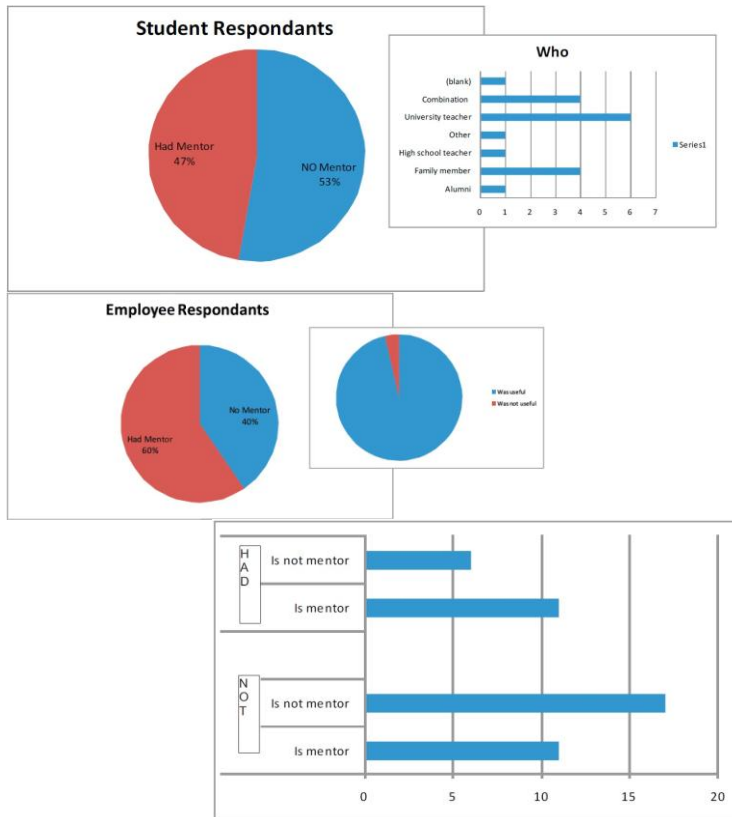 Student Respondants
Had Mentor
47%
NO Mentor
53%
Who
(blank)
Combination
University teacher
Other
High school teacher
Family member
Alumni
0 1 2 3 4 5 6 7
Series1
Employee Respondants
No Mentor
40%
Had Mentor
60%
Was useful
Was not useful
HAD
Is not mentor
Is mentor
NOT
Is not mentor
Is mentor
0 5 10 15 20